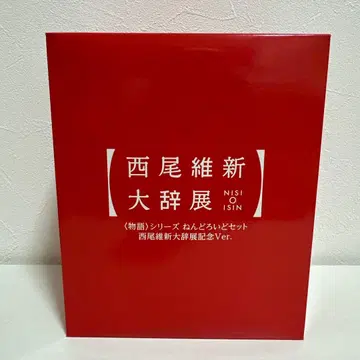 西尾維新
大辞展 NISI
O
ISIN
〈物語〉シリーズ ねんどろいどセット
西尾維新大辞展記念Ver.